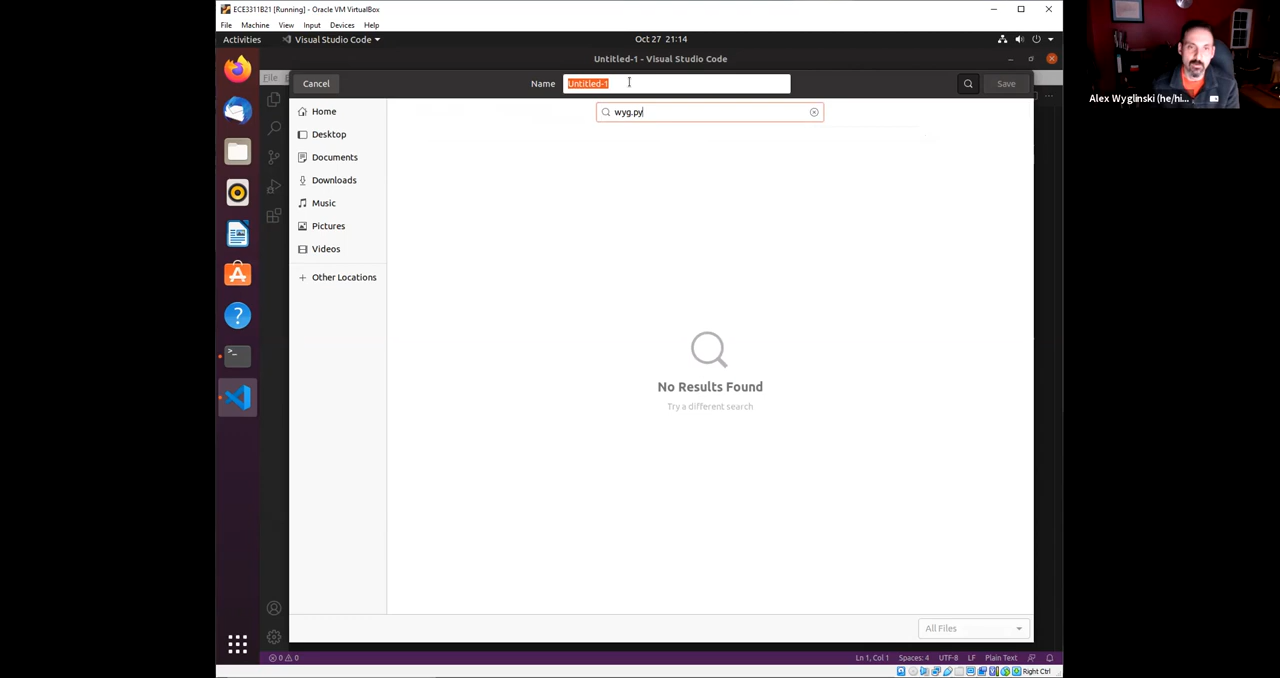 ECE3311B21 [Running] - Oracle VM VirtualBox
File Machine View Input Devices Help
Activities Visual Studio Code Oct 27 21:14
Untitled-1 - Visual Studio Code
File
Cancel Name Untitled-1 Save
wyg.py
Home
Desktop
Documents
Downloads
Music
Pictures
Videos
+ Other Locations
No Results Found
Try a different search
All Files
0 0 Ln 1, Col 1 Spaces: 4 UTF-8 LF Plain Text
Right Ctrl
Alex Wyglinski (he/hi...